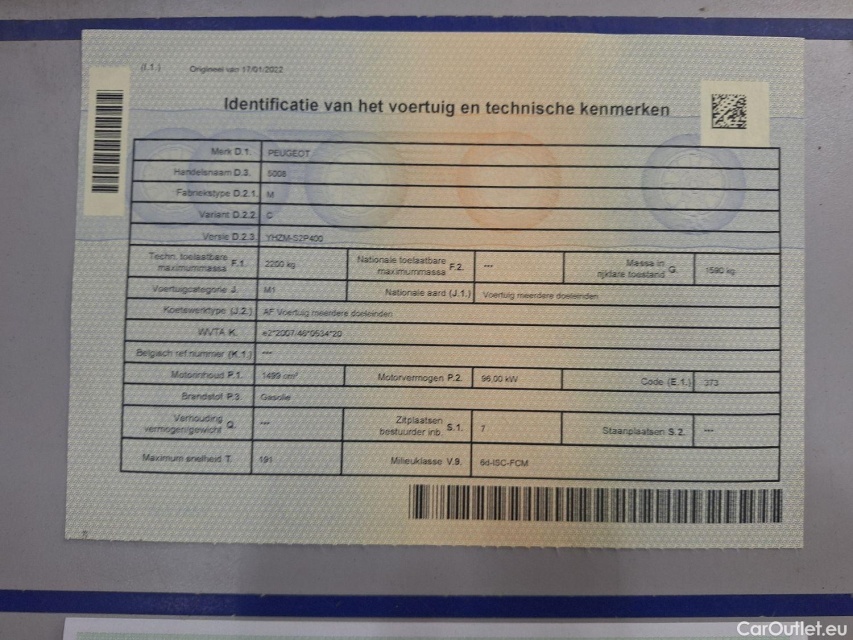 (I.1.) Origineel van 17/01/2022
Identificatie van het voertuig en technische kenmerken
Merk D.1. PEUGEOT
Handelsnaam D.3. 5008
Fabriekstype D.2.1. M
Variant D.2.2. C
Versie D.2.3. YHZM-S2P400
Techn. toelaatbare maximummassa F.1. 2200 kg Nationale toelaatbare maximummassa F.2. --- Massa in rijklare toestand G. 1590 kg
Voertuigcategorie J. M1 Nationale aard (J.1.) Voertuig meerdere doeleinden
Koetswerktype (J.2.) AF Voertuig meerdere doeleinden
WVTA K. e2*2007/46*0534*20
Belgisch ref nummer (K.1.) ---
Motorinhoud P.1. 1499 cm³ Motorvermogen P.2. 96,00 kW Code (E.1.) 373
Brandstof P.3. Gasolie
Verhouding vermogen/gewicht Q. --- Zitplaatsen bestuurder inb. S.1. 7 Staanplaatsen S.2. ---
Maximum snelheid T. 191 Milieuklasse V.9. 6d-ISC-FCM
CarOutlet.eu